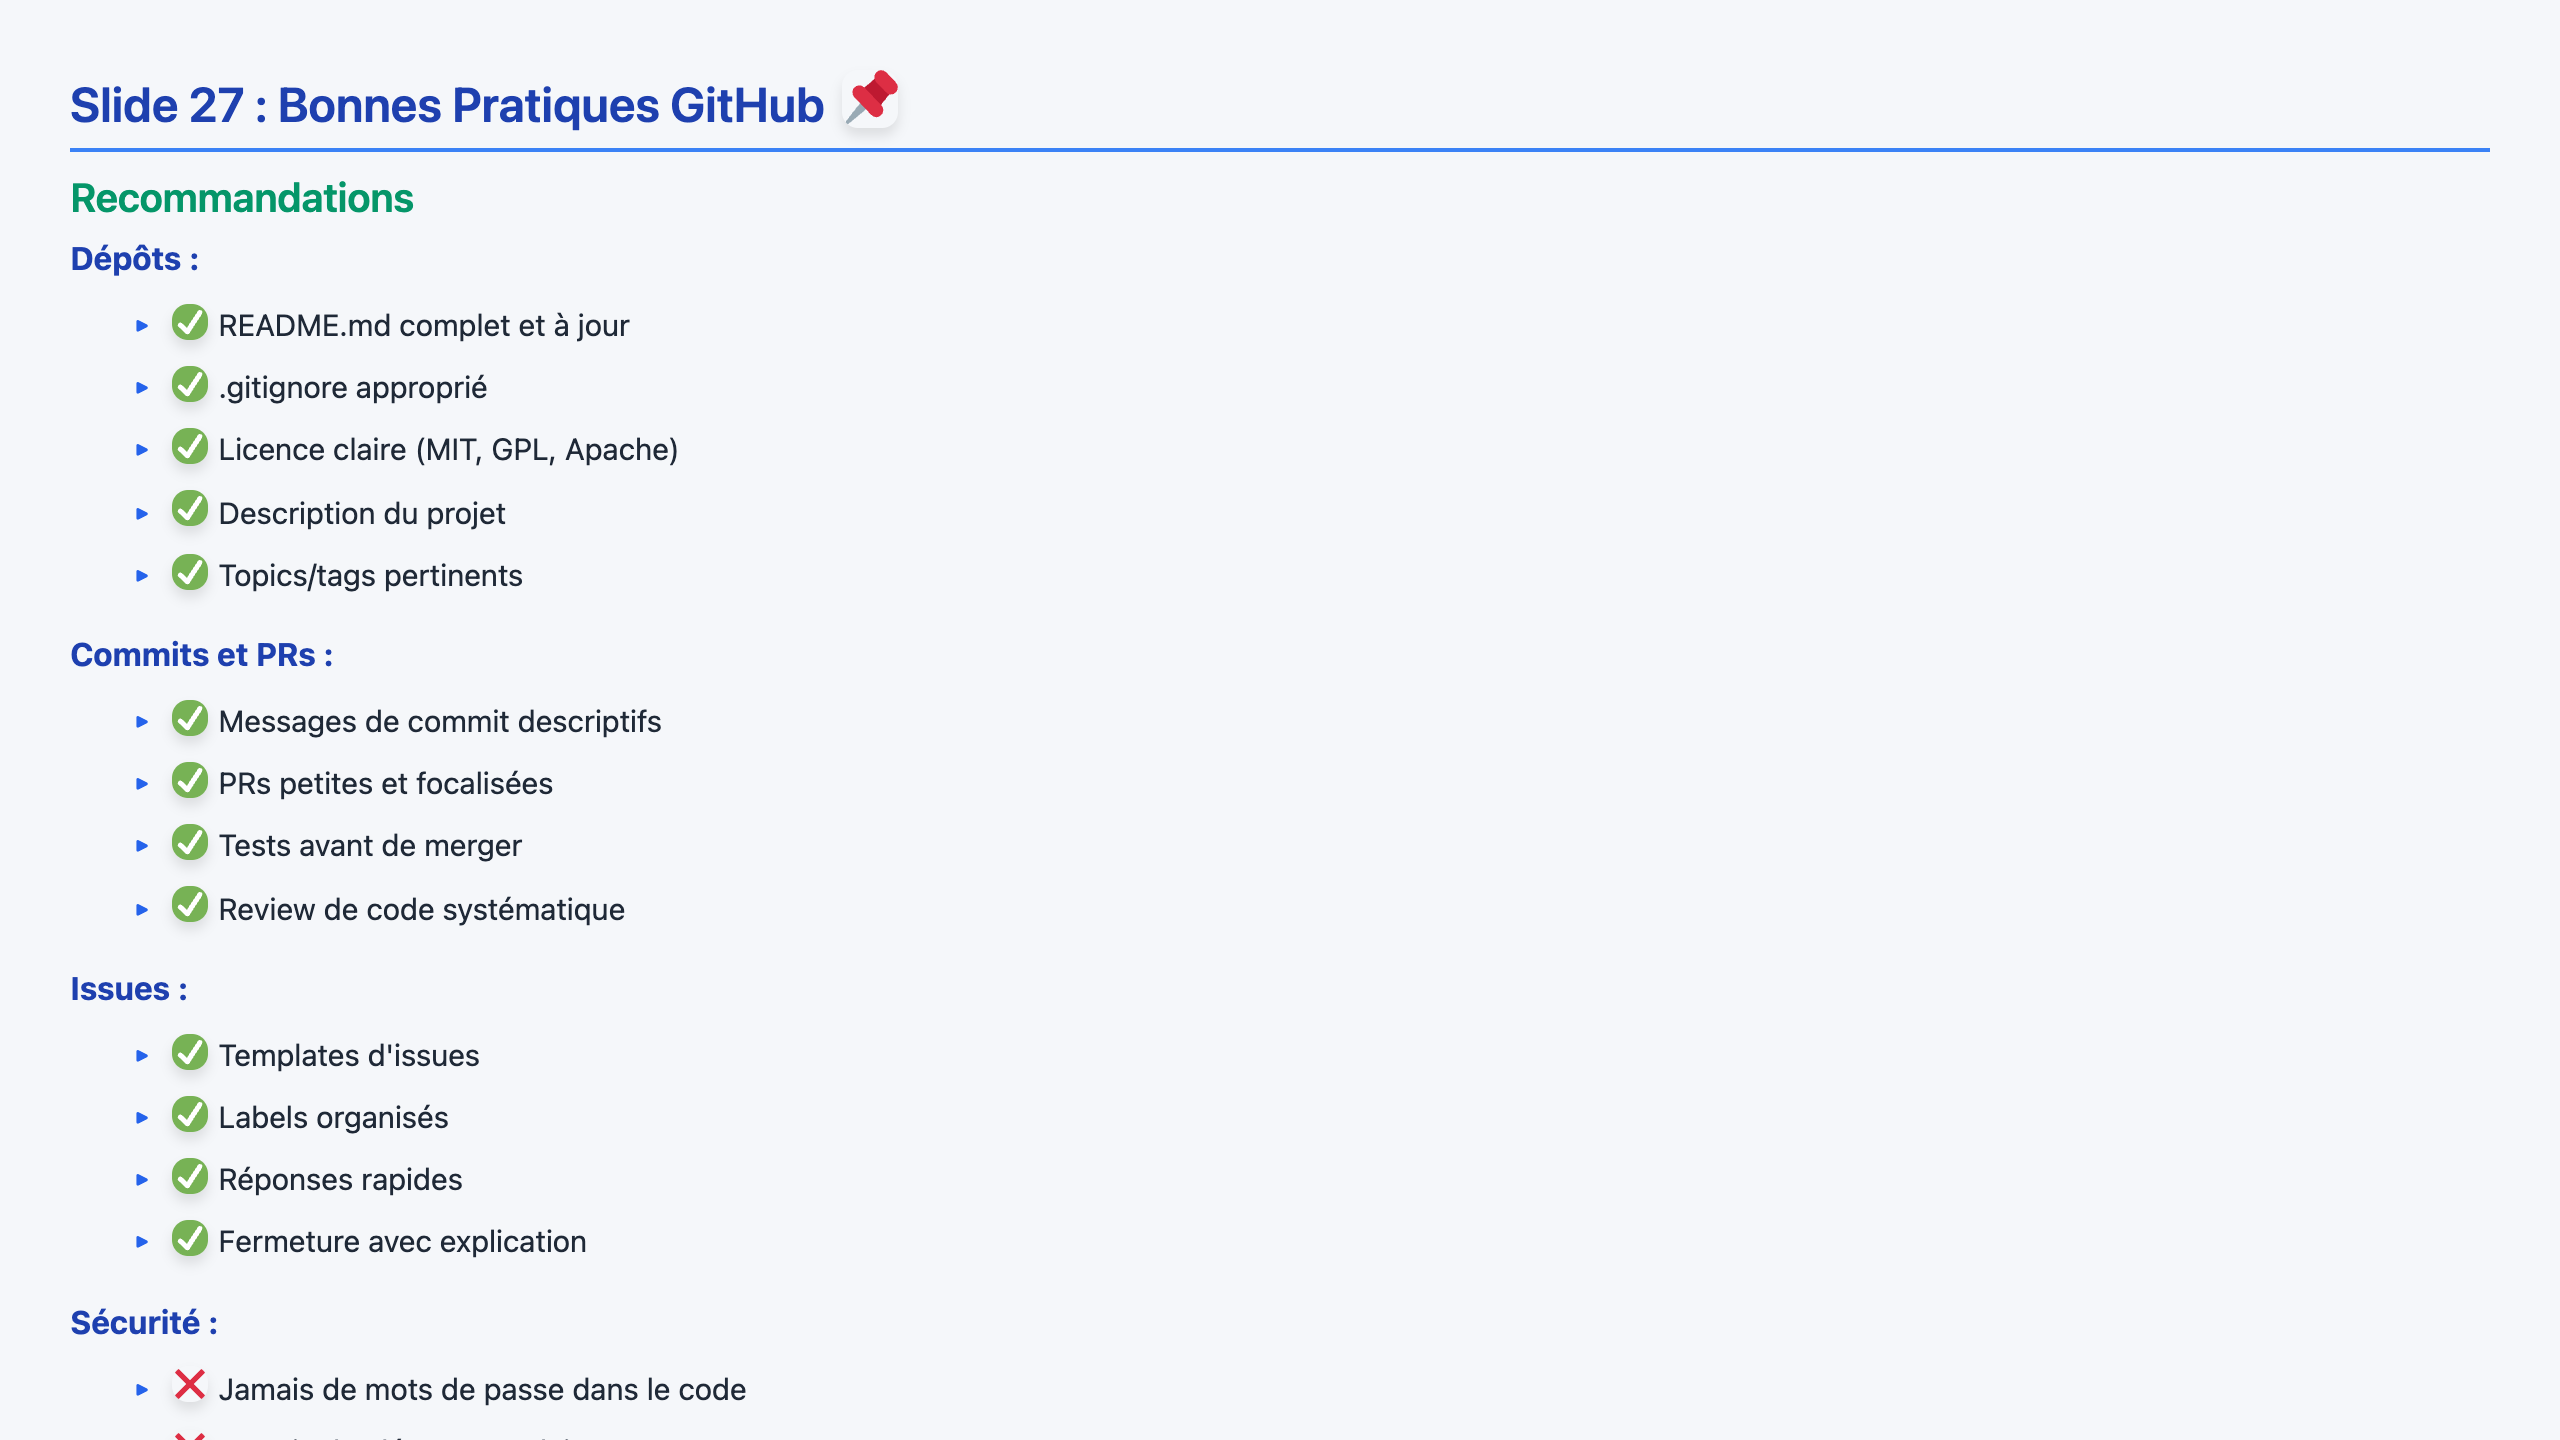 Slide 27 : Bonnes Pratiques GitHub 📌
Recommandations
Dépôts :
▸ ✅ README.md complet et à jour
▸ ✅ .gitignore approprié
▸ ✅ Licence claire (MIT, GPL, Apache)
▸ ✅ Description du projet
▸ ✅ Topics/tags pertinents
Commits et PRs :
▸ ✅ Messages de commit descriptifs
▸ ✅ PRs petites et focalisées
▸ ✅ Tests avant de merger
▸ ✅ Review de code systématique
Issues :
▸ ✅ Templates d'issues
▸ ✅ Labels organisés
▸ ✅ Réponses rapides
▸ ✅ Fermeture avec explication
Sécurité :
▸ ❌ Jamais de mots de passe dans le code